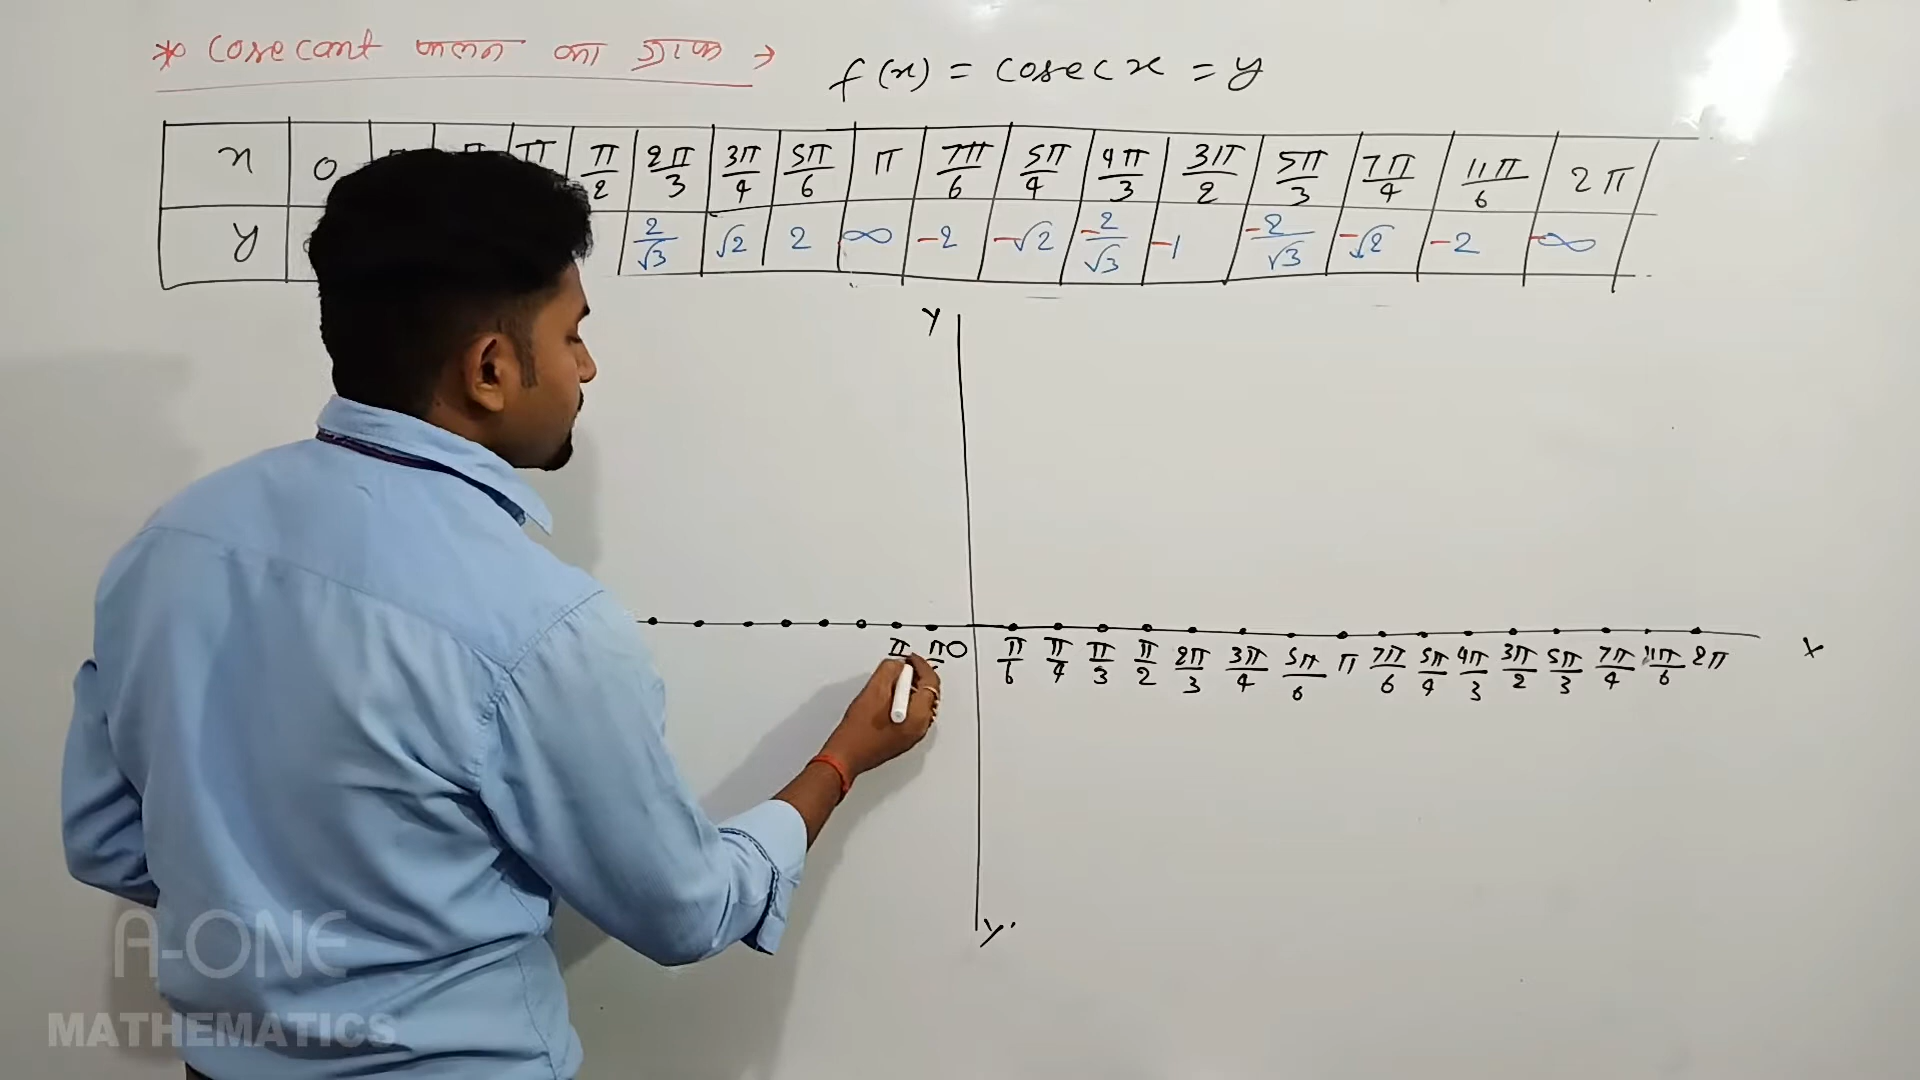 * Cosecant फलन का ग्राफ →
f(x) = cosec x = y
x 0 π/2 2π/3 3π/4 5π/6 π 7π/6 5π/4 4π/3 3π/2 5π/3 7π/4 11π/6 2π
y 2/√3 √2 2 ∞ -2 -√2 -2/√3 -1 -2/√3 -√2 -2 -∞
Y
π π 0 π/6 π/4 π/3 π/2 2π/3 3π/4 5π/6 π 7π/6 5π/4 4π/3 3π/2 5π/3 7π/4 11π/6 2π X
Y'
A-ONE
MATHEMATICS